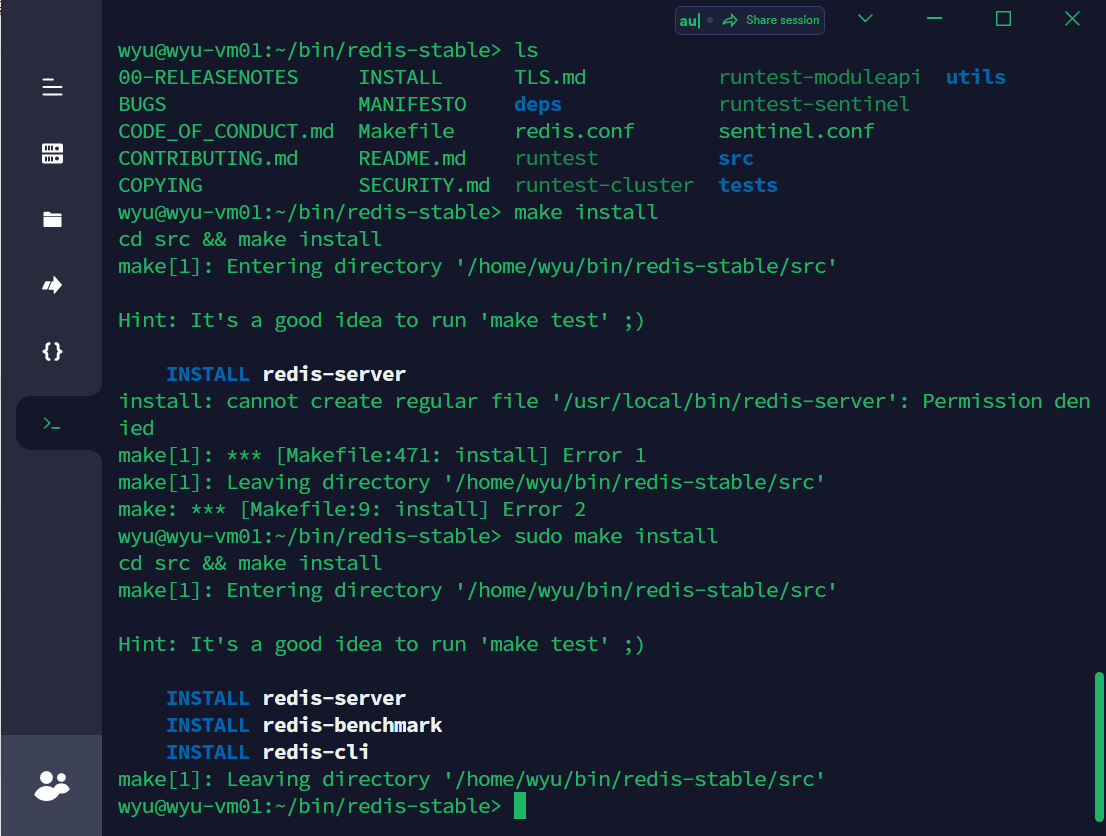 au| Share session
wyu@wyu-vm01:~/bin/redis-stable> ls
00-RELEASENOTES INSTALL TLS.md runtest-moduleapi utils
BUGS MANIFESTO deps runtest-sentinel
CODE_OF_CONDUCT.md Makefile redis.conf sentinel.conf
CONTRIBUTING.md README.md runtest src
COPYING SECURITY.md runtest-cluster tests
wyu@wyu-vm01:~/bin/redis-stable> make install
cd src && make install
make[1]: Entering directory '/home/wyu/bin/redis-stable/src'
Hint: It's a good idea to run 'make test' ;)
INSTALL redis-server
install: cannot create regular file '/usr/local/bin/redis-server': Permission den
ied
make[1]: *** [Makefile:471: install] Error 1
make[1]: Leaving directory '/home/wyu/bin/redis-stable/src'
make: *** [Makefile:9: install] Error 2
wyu@wyu-vm01:~/bin/redis-stable> sudo make install
cd src && make install
make[1]: Entering directory '/home/wyu/bin/redis-stable/src'
Hint: It's a good idea to run 'make test' ;)
INSTALL redis-server
INSTALL redis-benchmark
INSTALL redis-cli
make[1]: Leaving directory '/home/wyu/bin/redis-stable/src'
wyu@wyu-vm01:~/bin/redis-stable>